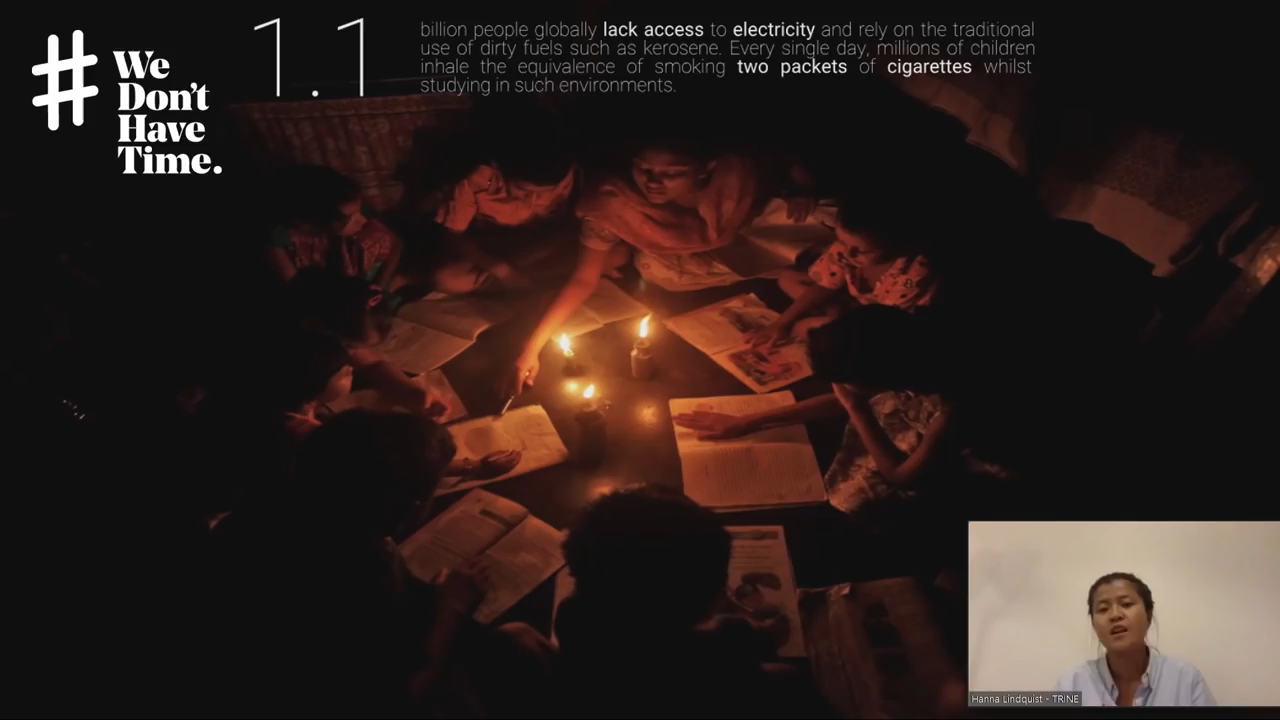 # We
Don't
Have
Time.
1.1
billion people globally lack access to electricity and rely on the traditional
use of dirty fuels such as kerosene. Every single day, millions of children
inhale the equivalence of smoking two packets of cigarettes whilst
studying in such environments.
Hanna Lindquist - TRINE